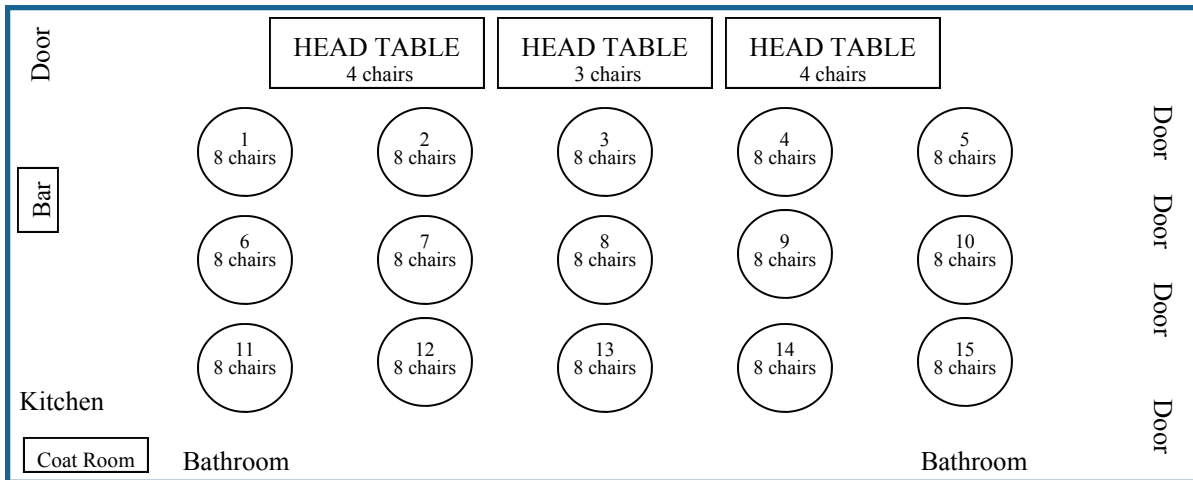 Door
HEAD TABLE
4 chairs
HEAD TABLE
3 chairs
HEAD TABLE
4 chairs
1
8 chairs
2
8 chairs
3
8 chairs
4
8 chairs
5
8 chairs
Door
Bar
Door
6
8 chairs
7
8 chairs
8
8 chairs
9
8 chairs
10
8 chairs
Door
11
8 chairs
12
8 chairs
13
8 chairs
14
8 chairs
15
8 chairs
Kitchen
Door
Coat Room
Bathroom
Bathroom